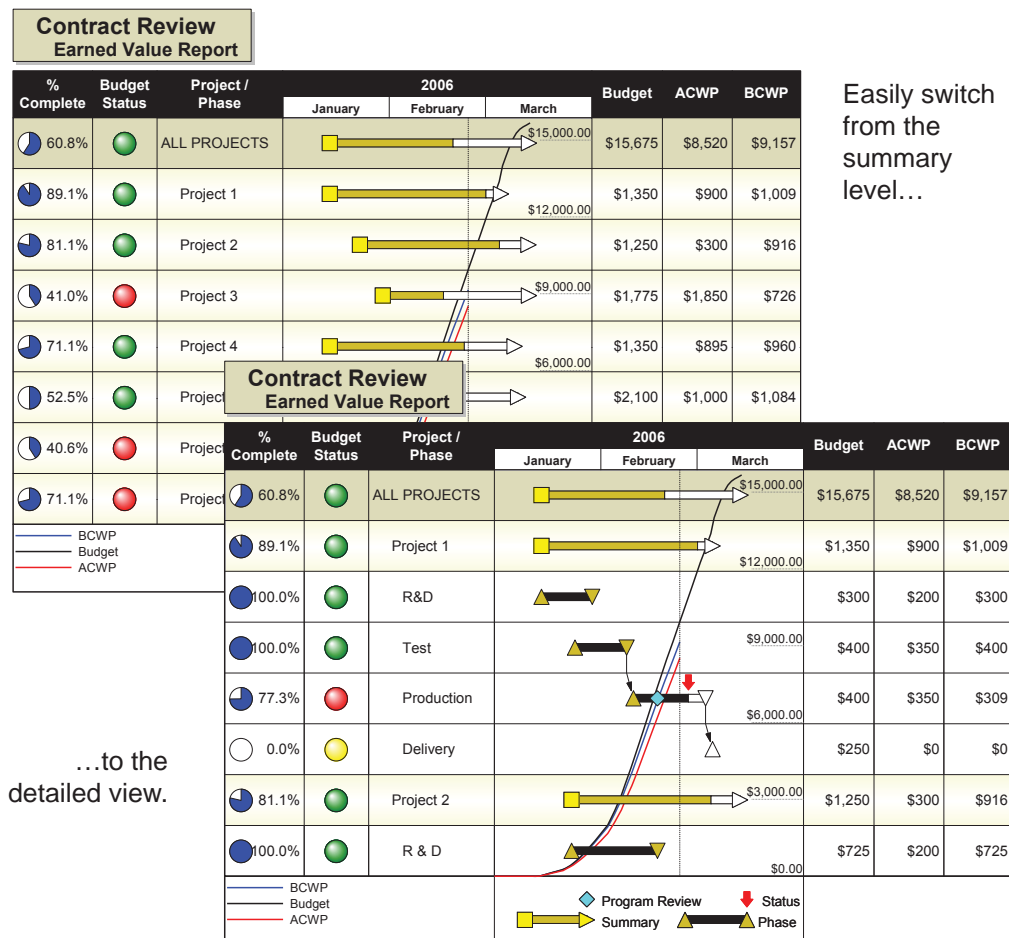 Contract Review
Earned Value Report
% Complete Budget Status Project / Phase 2006 Budget ACWP BCWP
January February March
60.8% ALL PROJECTS $15,000.00 $15,675 $8,520 $9,157
89.1% Project 1 $1,350 $900 $1,009
$12,000.00
81.1% Project 2 $1,250 $300 $916
41.0% Project 3 $9,000.00 $1,775 $1,850 $726
71.1% Project 4 $1,350 $895 $960
$6,000.00
52.5% Project $2,100 $1,000 $1,084
40.6% Project
71.1% Project
BCWP
Budget
ACWP
Easily switch
from the
summary
level…
Contract Review
Earned Value Report
% Complete Budget Status Project / Phase 2006 Budget ACWP BCWP
January February March
60.8% ALL PROJECTS $15,000.00 $15,675 $8,520 $9,157
89.1% Project 1 $1,350 $900 $1,009
$12,000.00
100.0% R&D $300 $200 $300
100.0% Test $9,000.00 $400 $350 $400
77.3% Production $400 $350 $309
$6,000.00
0.0% Delivery $250 $0 $0
81.1% Project 2 $3,000.00 $1,250 $300 $916
100.0% R & D $725 $200 $725
$0.00
BCWP
Budget
ACWP
Program Review Status
Summary Phase
…to the
detailed view.